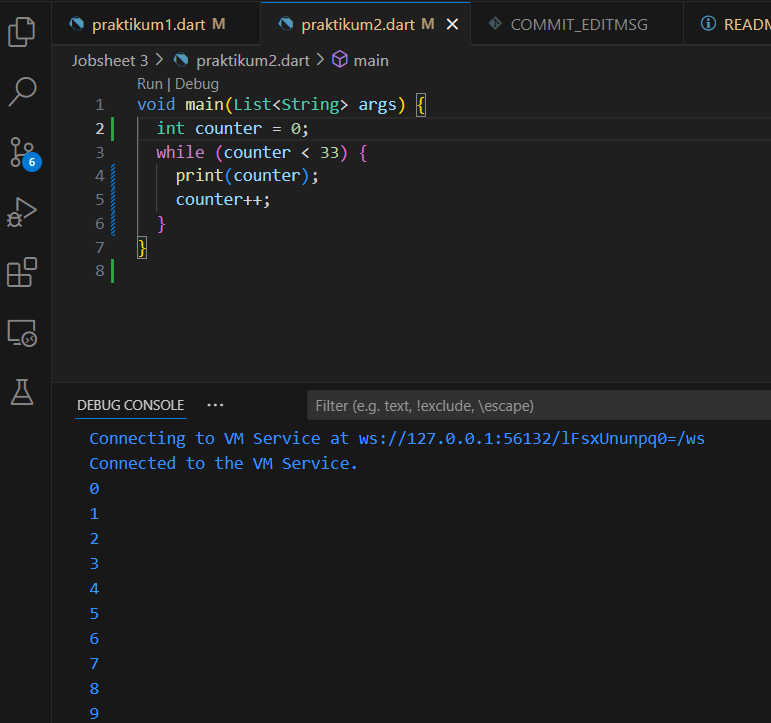 praktikum1.dart M praktikum2.dart M COMMIT_EDITMSG READM
Jobsheet 3 praktikum2.dart main
Run | Debug
1 void main(List<String> args) {
2 int counter = 0;
3 while (counter < 33) {
4 print(counter);
5 counter++;
6 }
7 }
8
6
DEBUG CONSOLE ... Filter (e.g. text, !exclude, \escape)
Connecting to VM Service at ws://127.0.0.1:56132/lFsxUnunpq0=/ws
Connected to the VM Service.
0
1
2
3
4
5
6
7
8
9